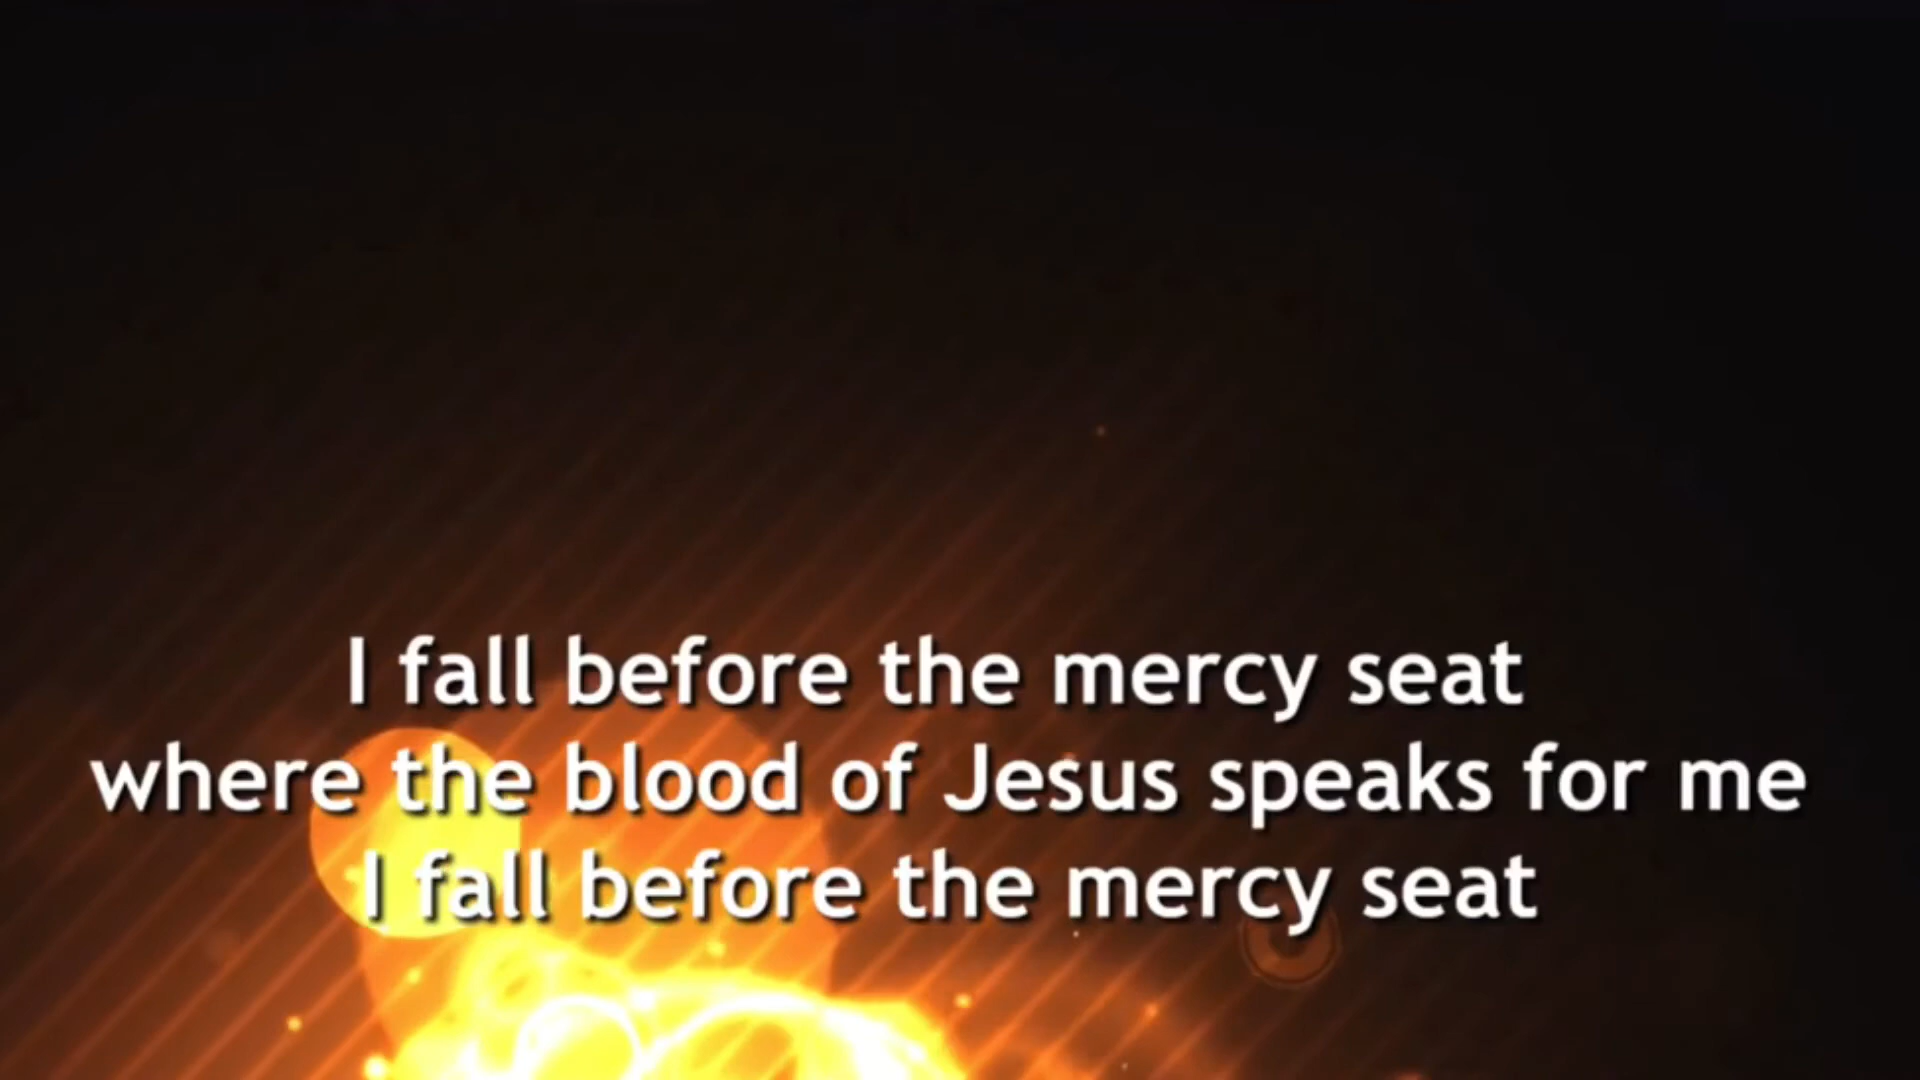 I fall before the mercy seat
where the blood of Jesus speaks for me
I fall before the mercy seat